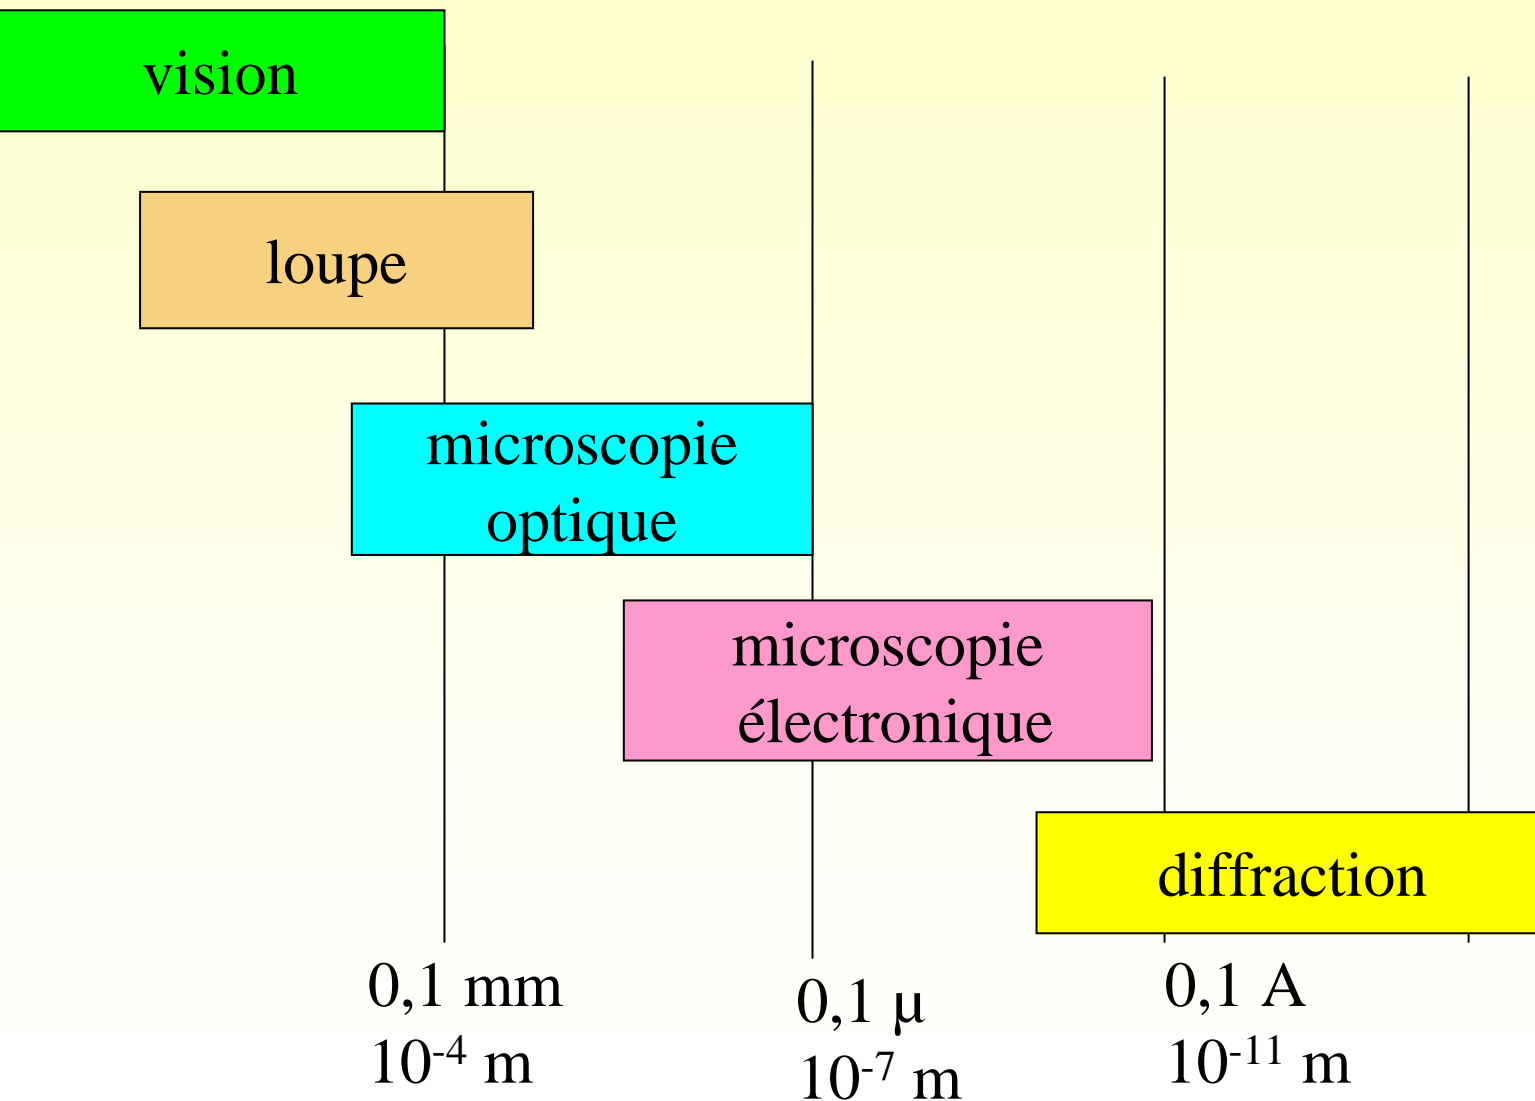 vision
loupe
microscopie
optique
microscopie
électronique
diffraction
0,1 mm
10-4 m
0,1 µ
10-7 m
0,1 A
10-11 m